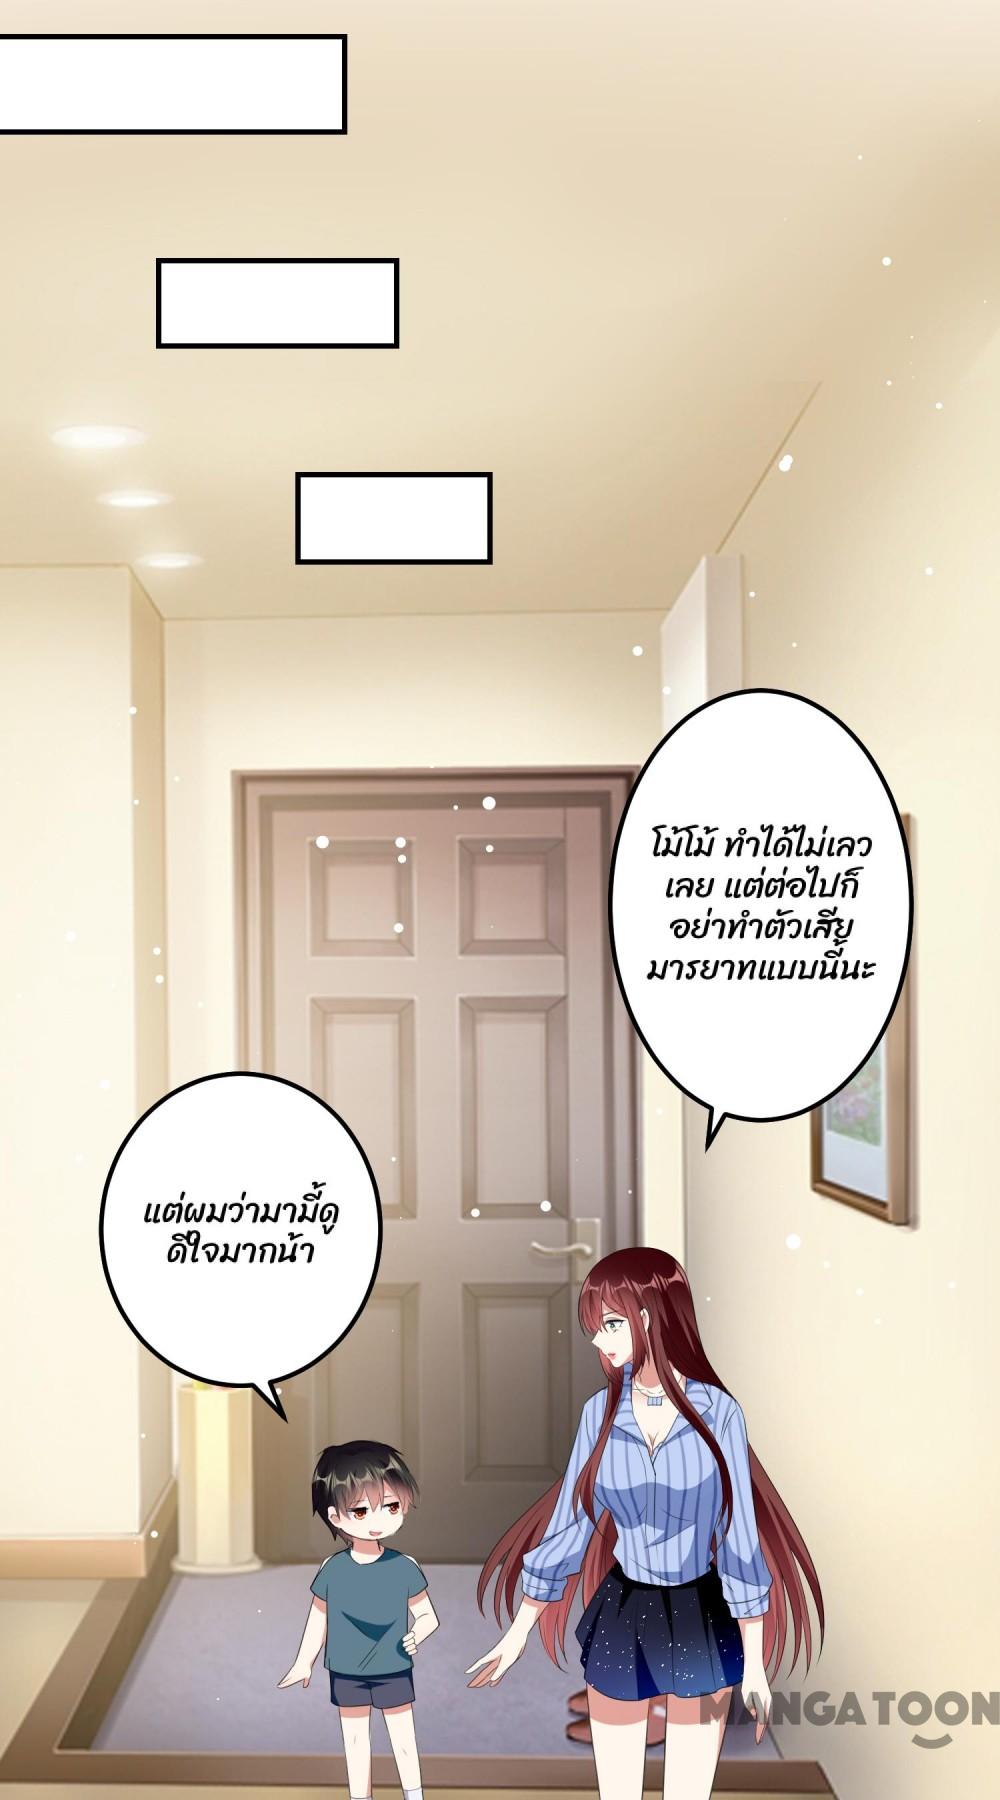 โม้โม้ ทำได้ไม่เลว
เลย แต่ต่อไปก็
อย่าทำตัวเสีย
มารยาทแบบนี้นะ
แต่ผมว่ามามี้ดู
ดีใจมากน้า
MANGATOON